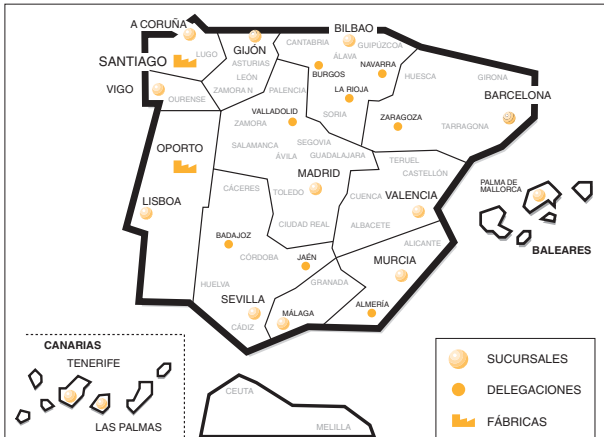 A CORUÑA
LUGO
SANTIAGO
VIGO
OURENSE
GIJÓN
ASTURIAS
LEÓN
ZAMORA N
PALENCIA
CANTABRIA
BILBAO
ÁLAVA
GUIPÚZCOA
BURGOS
NAVARRA
LA RIOJA
SORIA
HUESCA
GIRONA
BARCELONA
ZARAGOZA
TARRAGONA
VALLADOLID
ZAMORA
SALAMANCA
SEGOVIA
ÁVILA
GUADALAJARA
MADRID
TOLEDO
CIUDAD REAL
OPORTO
LISBOA
CÁCERES
TERUEL
CASTELLÓN
CUENCA
VALENCIA
ALBACETE
PALMA DE
MALLORCA
BALEARES
BADAJOZ
CÓRDOBA
JAÉN
HUELVA
SEVILLA
CÁDIZ
GRANADA
MÁLAGA
ALICANTE
MURCIA
ALMERÍA
CANARIAS
TENERIFE
LAS PALMAS
CEUTA
MELILLA
SUCURSALES
DELEGACIONES
FÁBRICAS